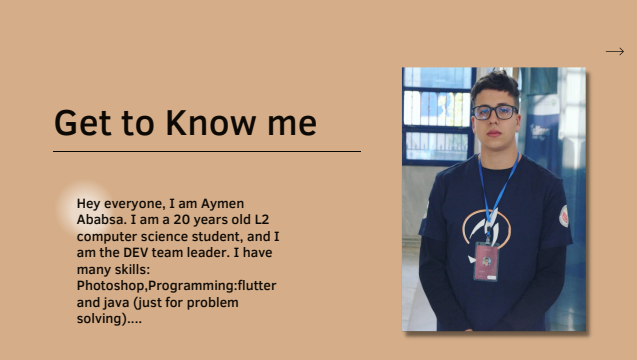 Get to Know me
Hey everyone, I am Aymen
Ababsa. I am a 20 years old L2
computer science student, and I
am the DEV team leader. I have
many skills:
Photoshop,Programming:flutter
and java (just for problem
solving)....